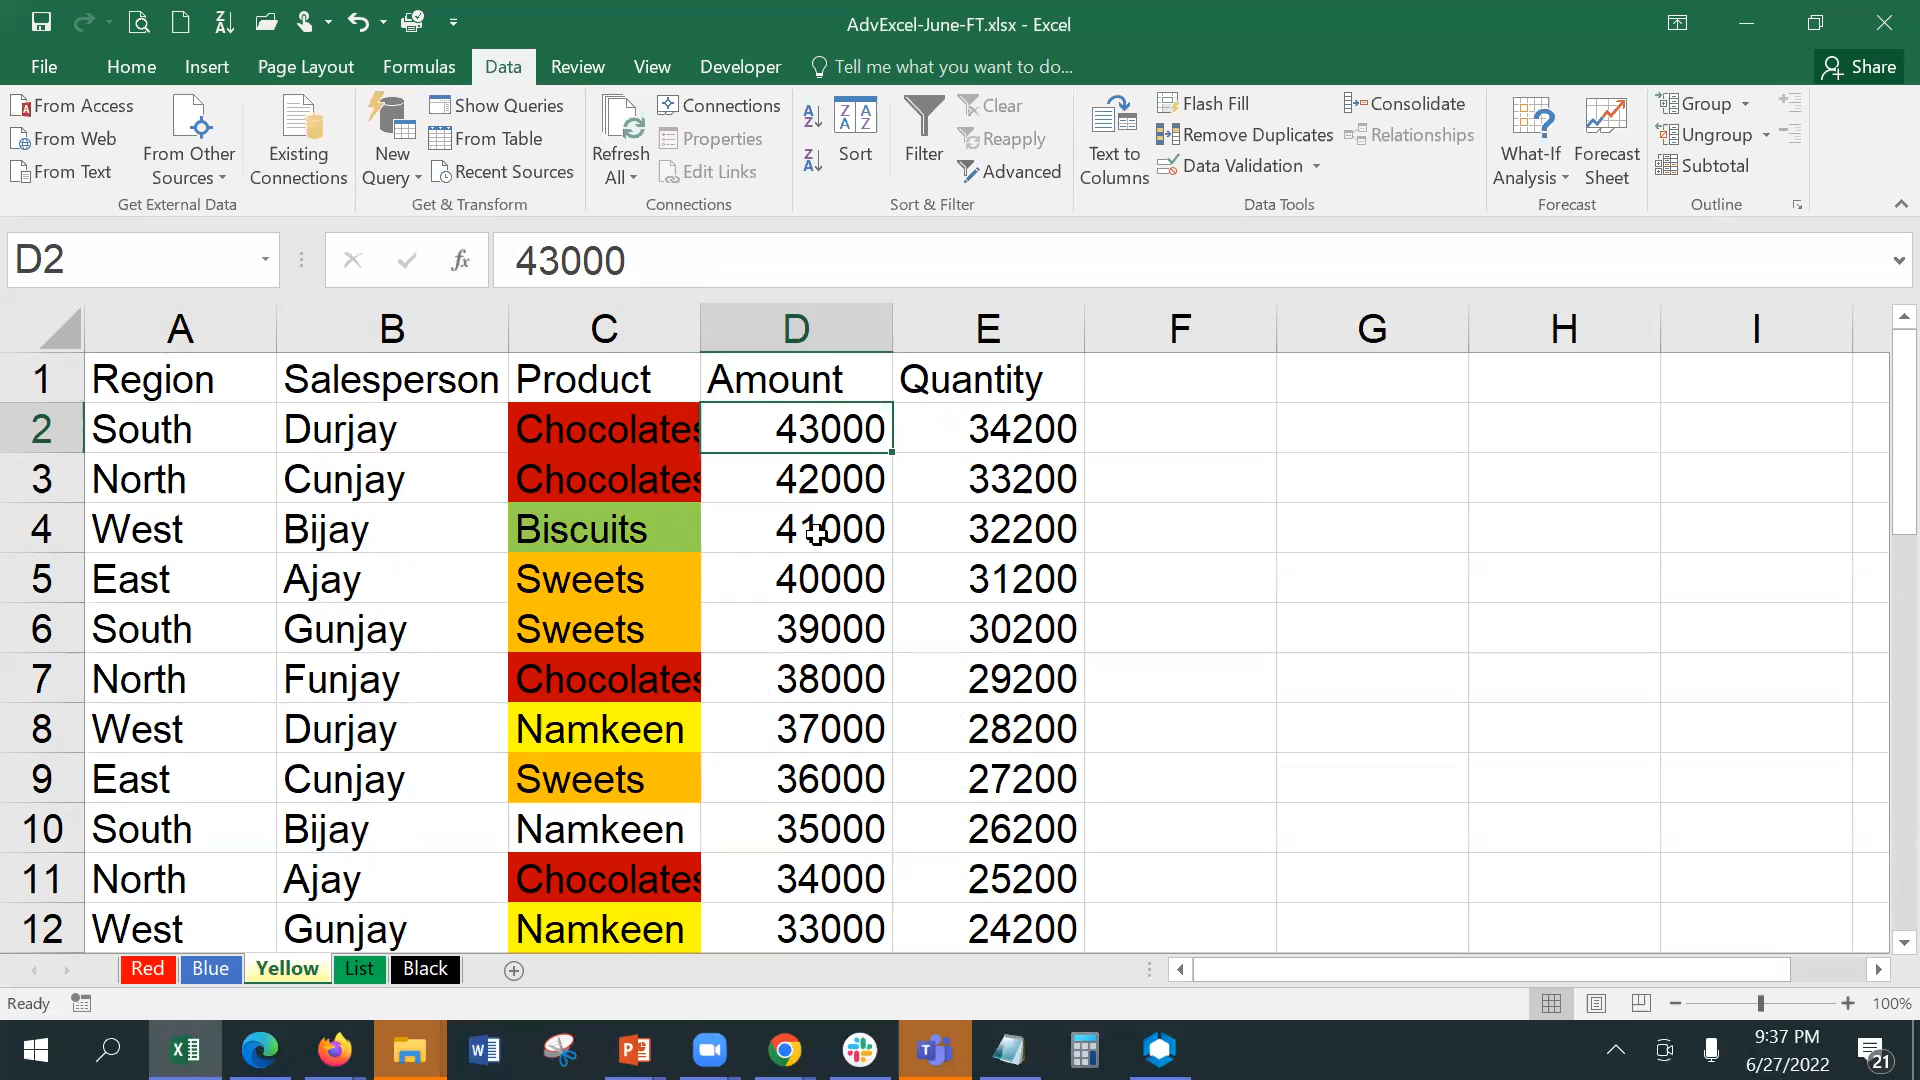 AdvExcel-June-FT.xlsx - Excel
File Home Insert Page Layout Formulas Data Review View Developer Tell me what you want to do... Share
From Access
From Web
From Text
From Other Sources
Existing Connections
Get External Data
New Query
Show Queries
From Table
Recent Sources
Get & Transform
Refresh All
Connections
Properties
Edit Links
Connections
Sort
Filter
Clear
Reapply
Advanced
Sort & Filter
Text to Columns
Flash Fill
Remove Duplicates
Data Validation
Consolidate
Relationships
Data Tools
What-If Analysis
Forecast Sheet
Forecast
Group
Ungroup
Subtotal
Outline
D2 fx 43000
A B C D E F G H I
1 Region Salesperson Product Amount Quantity
2 South Durjay Chocolates 43000 34200
3 North Cunjay Chocolates 42000 33200
4 West Bijay Biscuits 41000 32200
5 East Ajay Sweets 40000 31200
6 South Gunjay Sweets 39000 30200
7 North Funjay Chocolates 38000 29200
8 West Durjay Namkeen 37000 28200
9 East Cunjay Sweets 36000 27200
10 South Bijay Namkeen 35000 26200
11 North Ajay Chocolates 34000 25200
12 West Gunjay Namkeen 33000 24200
Red Blue Yellow List Black
Ready 100%
9:37 PM
6/27/2022
21